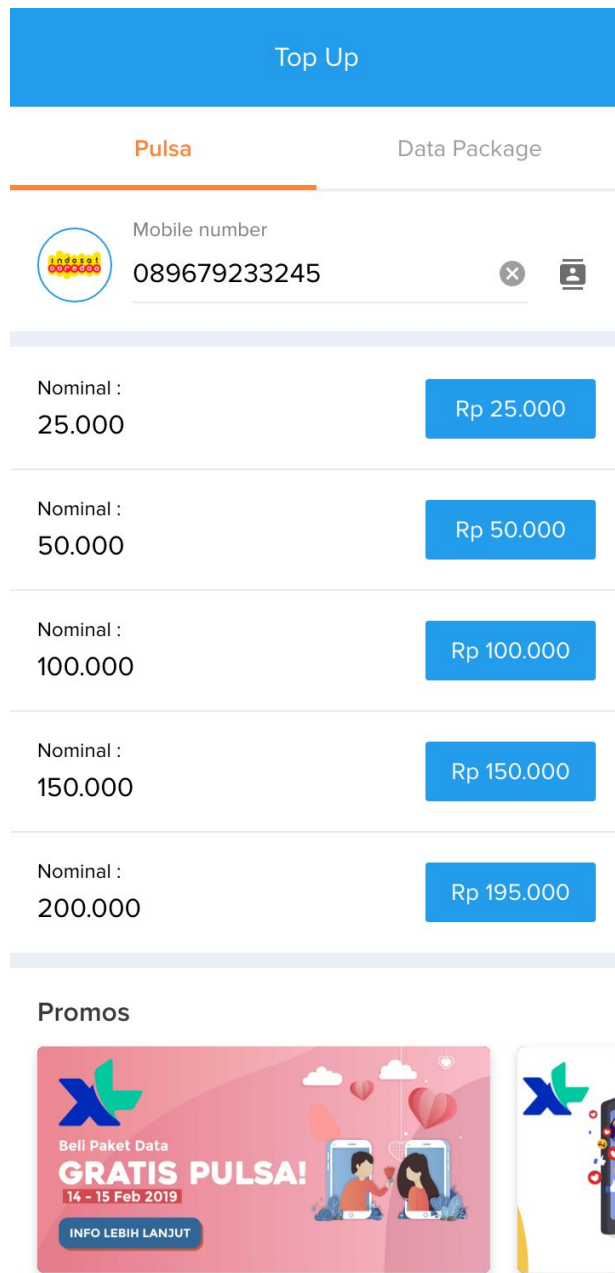 Top Up
Pulsa
Data Package
indosat
ooredoo
Mobile number
089679233245
Nominal :
25.000
Rp 25.000
Nominal :
50.000
Rp 50.000
Nominal :
100.000
Rp 100.000
Nominal :
150.000
Rp 150.000
Nominal :
200.000
Rp 195.000
Promos
XL
Beli Paket Data
GRATIS PULSA!
14 - 15 Feb 2019
INFO LEBIH LANJUT
XL